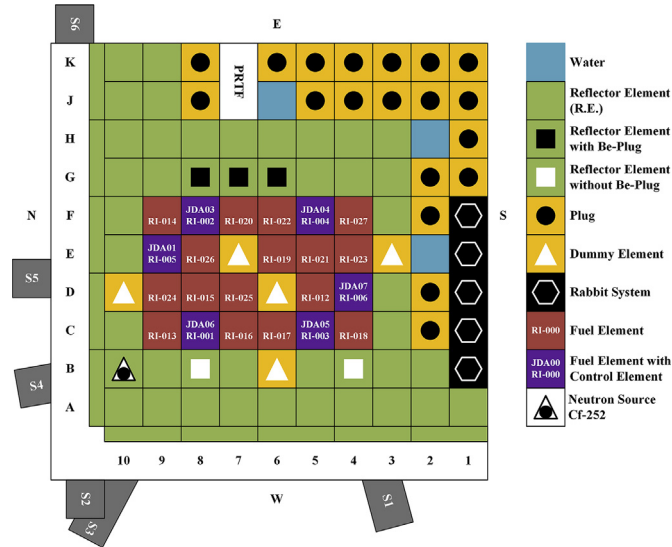 S6
E
K
PRTF
J
H
G
N
F
RI-014
JDA03
RI-002
RI-020
RI-022
JDA04
RI-004
RI-027
S
E
JDA01
RI-005
RI-026
RI-019
RI-021
RI-023
S5
D
RI-024
RI-015
RI-025
RI-012
JDA07
RI-006
C
RI-013
JDA06
RI-001
RI-016
RI-017
JDA05
RI-003
RI-018
S4
B
A
10 9 8 7 6 5 4 3 2 1
S2
W
S3
S1
Water
Reflector Element
(R.E.)
Reflector Element
with Be-Plug
Reflector Element
without Be-Plug
Plug
Dummy Element
Rabbit System
RI-000
Fuel Element
JDA00
RI-000
Fuel Element with
Control Element
Neutron Source
Cf-252